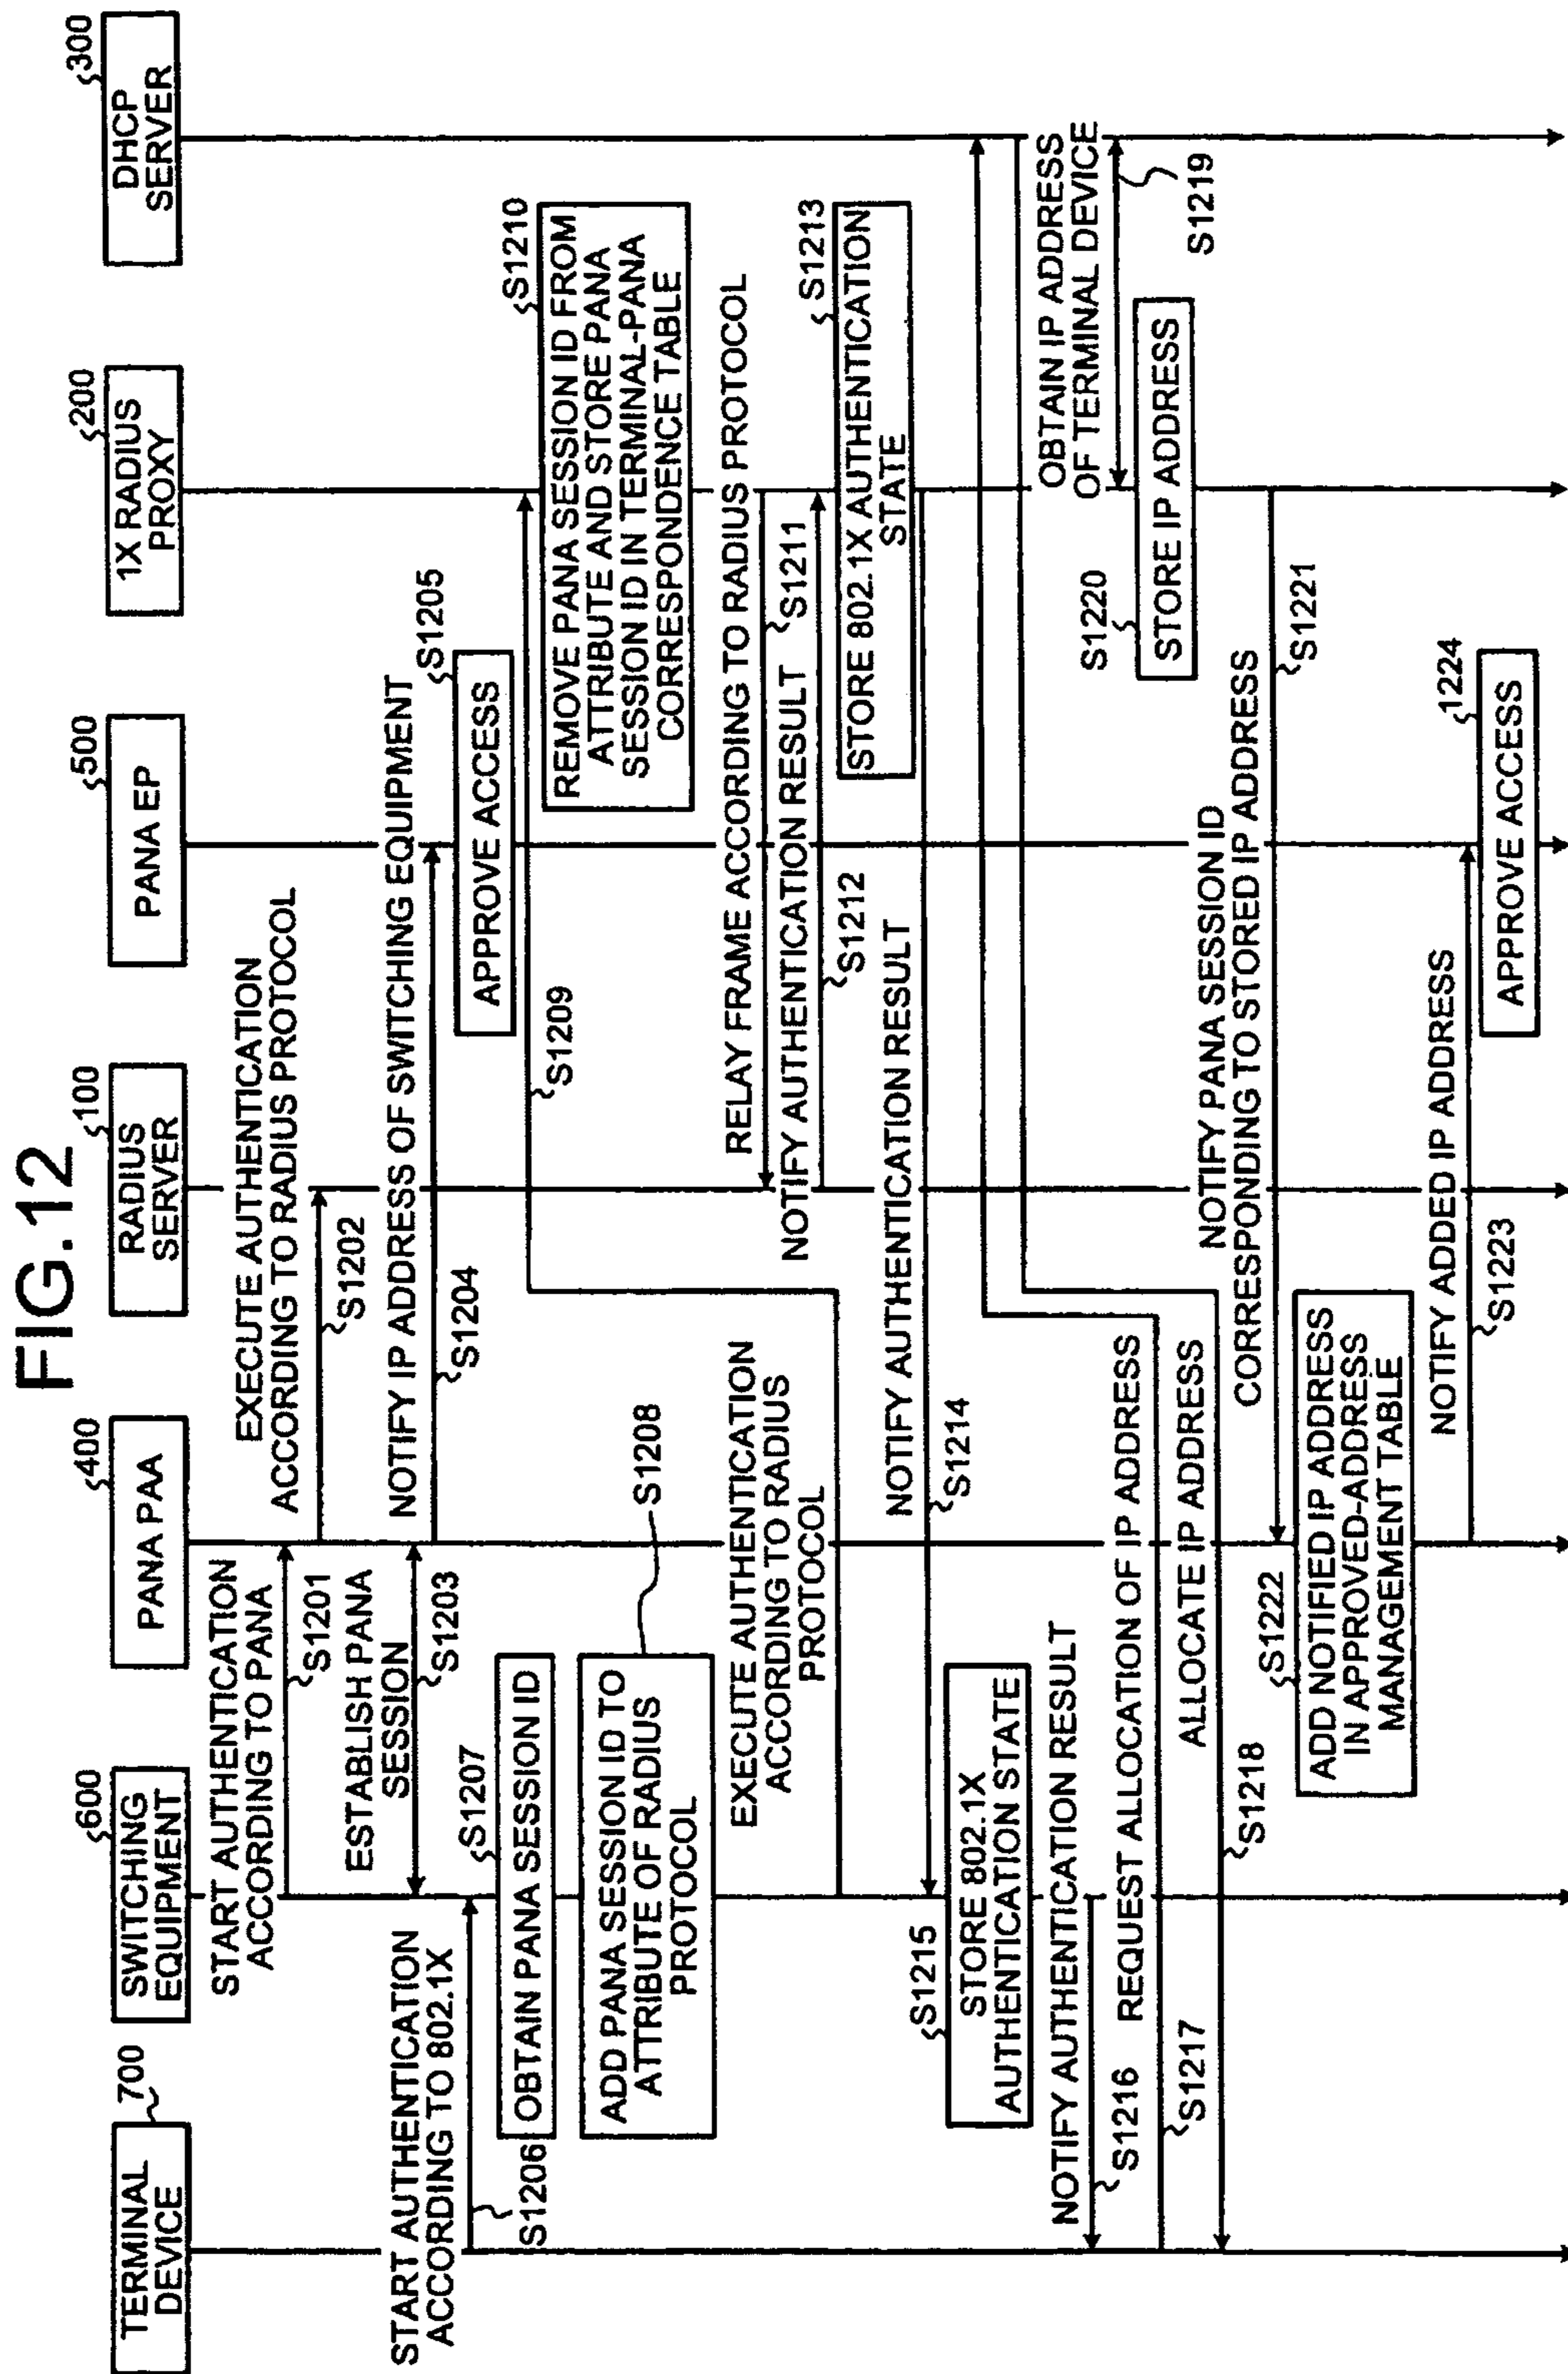 FIG.12
TERMINAL
DEVICE
700
SWITCHING
EQUIPMENT
600
PANA PAA
400
RADIUS
SERVER
100
PANA EP
500
1X RADIUS
PROXY
200
DHCP
SERVER
300
START AUTHENTICATION
ACCORDING TO PANA
S1201
EXECUTE AUTHENTICATION
ACCORDING TO RADIUS PROTOCOL
S1202
ESTABLISH PANA
SESSION
S1203
NOTIFY IP ADDRESS OF SWITCHING EQUIPMENT
S1204
S1205
APPROVE ACCESS
START AUTHENTICATION
ACCORDING TO 802.1X
S1206
S1207
OBTAIN PANA SESSION ID
S1208
ADD PANA SESSION ID TO
ATTRIBUTE OF RADIUS
PROTOCOL
EXECUTE AUTHENTICATION
ACCORDING TO RADIUS
PROTOCOL
S1209
S1210
REMOVE PANA SESSION ID FROM
ATTRIBUTE AND STORE PANA
SESSION ID IN TERMINAL-PANA
CORRESPONDENCE TABLE
RELAY FRAME ACCORDING TO RADIUS PROTOCOL
S1211
NOTIFY AUTHENTICATION RESULT
S1212
S1213
STORE 802.1X AUTHENTICATION
STATE
NOTIFY AUTHENTICATION RESULT
S1214
S1215
STORE 802.1X
AUTHENTICATION STATE
NOTIFY AUTHENTICATION RESULT
S1216
REQUEST ALLOCATION OF IP ADDRESS
S1217
ALLOCATE IP ADDRESS
S1218
OBTAIN IP ADDRESS
OF TERMINAL DEVICE
S1219
S1220
STORE IP ADDRESS
NOTIFY PANA SESSION ID
CORRESPONDING TO STORED IP ADDRESS
S1221
S1222
ADD NOTIFIED IP ADDRESS
IN APPROVED-ADDRESS
MANAGEMENT TABLE
NOTIFY ADDED IP ADDRESS
S1223
1224
APPROVE ACCESS